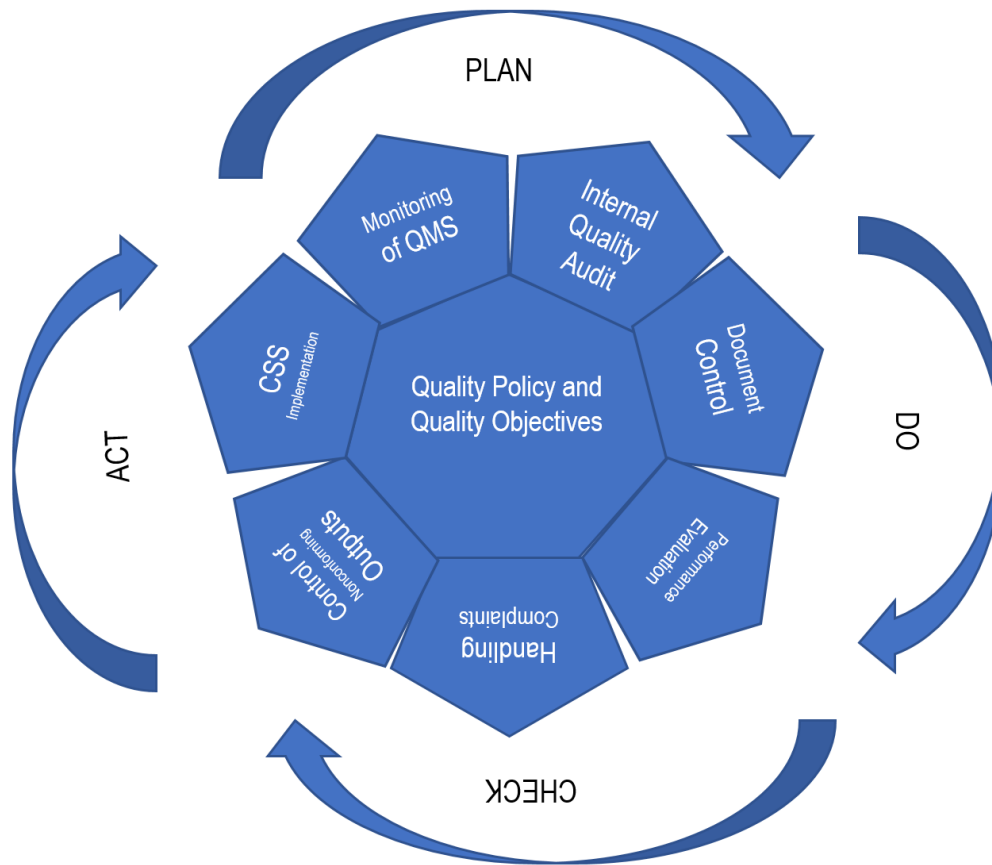 PLAN
Monitoring
of QMS
Internal
Quality
Audit
Document
Control
DO
Performance
Evaluation
Handling
Complaints
CHECK
Control of
Nonconforming
Outputs
ACT
CSS
Implementation
Quality Policy and
Quality Objectives